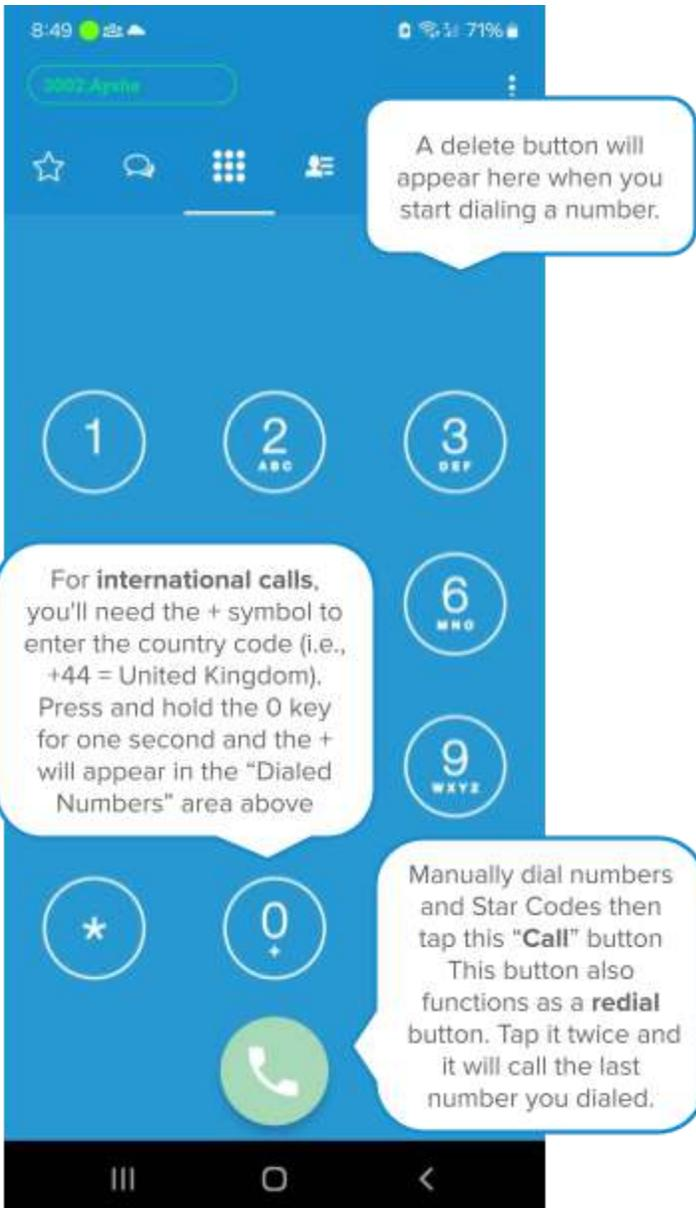 8:49
71%
3002:Aysha
A delete button will
appear here when you
start dialing a number.
1
2
ABC
3
DEF
For international calls,
you'll need the + symbol to
enter the country code (i.e.,
+44 = United Kingdom).
Press and hold the 0 key
for one second and the +
will appear in the “Dialed
Numbers” area above
6
MNO
9
WXYZ
*
0
+
Manually dial numbers
and Star Codes then
tap this “Call” button
This button also
functions as a redial
button. Tap it twice and
it will call the last
number you dialed.